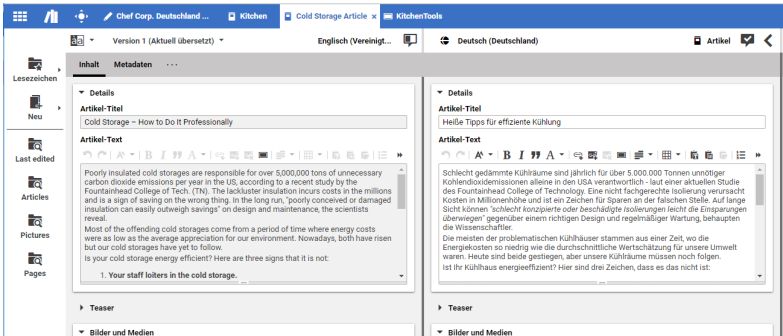 Chef Corp. Deutschland ...
Kitchen
Cold Storage Article
KitchenTools
Version 1 (Aktuell übersetzt)
Englisch (Vereinigt...
Deutsch (Deutschland)
Artikel
Lesezeichen
Neu
Last edited
Articles
Pictures
Pages
Inhalt
Metadaten
Details
Artikel-Titel
Cold Storage – How to Do It Professionally
Artikel-Text
Poorly insulated cold storages are responsible for over 5,000,000 tons of unnecessary
carbon dioxide emissions per year in the US, according to a recent study by the
Fountainhead College of Tech. (TN). The lackluster insulation incurs costs in the millions
and is a sign of saving on the wrong thing. In the long run, "poorly conceived or damaged
insulation can easily outweigh savings" on design and maintenance, the scientists
reveal.
Most of the offending cold storages come from a period of time where energy costs
were as low as the average appreciation for our environment. Nowadays, both have risen
but our cold storages have yet to follow.
Is your cold storage energy efficient? Here are three signs that it is not:
1. Your staff loiters in the cold storage.
Teaser
Bilder und Medien
Details
Artikel-Titel
Heiße Tipps für effiziente Kühlung
Artikel-Text
Schlecht gedämmte Kühlräume sind jährlich für über 5.000.000 Tonnen unnötiger
Kohlendioxidemissionen alleine in den USA verantwortlich - laut einer aktuellen Studie
des Fountainhead College of Technology. Eine nicht fachgerechte Isolierung verursacht
Kosten in Millionenhöhe und ist ein Zeichen für Sparen an der falschen Stelle. Auf lange
Sicht können "schlecht konzipierte oder beschädigte Isolierungen leicht die Einsparungen
überwiegen" gegenüber einem richtigen Design und regelmäßiger Wartung, behaupten
die Wissenschaftler.
Die meisten der problematischen Kühlhäuser stammen aus einer Zeit, wo die
Energiekosten so niedrig wie die durchschnittliche Wertschätzung für unsere Umwelt
waren. Heute sind beide gestiegen, aber unsere Kühlräume müssen noch folgen.
Ist Ihr Kühlhaus energieeffizient? Hier sind drei Zeichen, dass es das nicht ist:
Teaser
Bilder und Medien